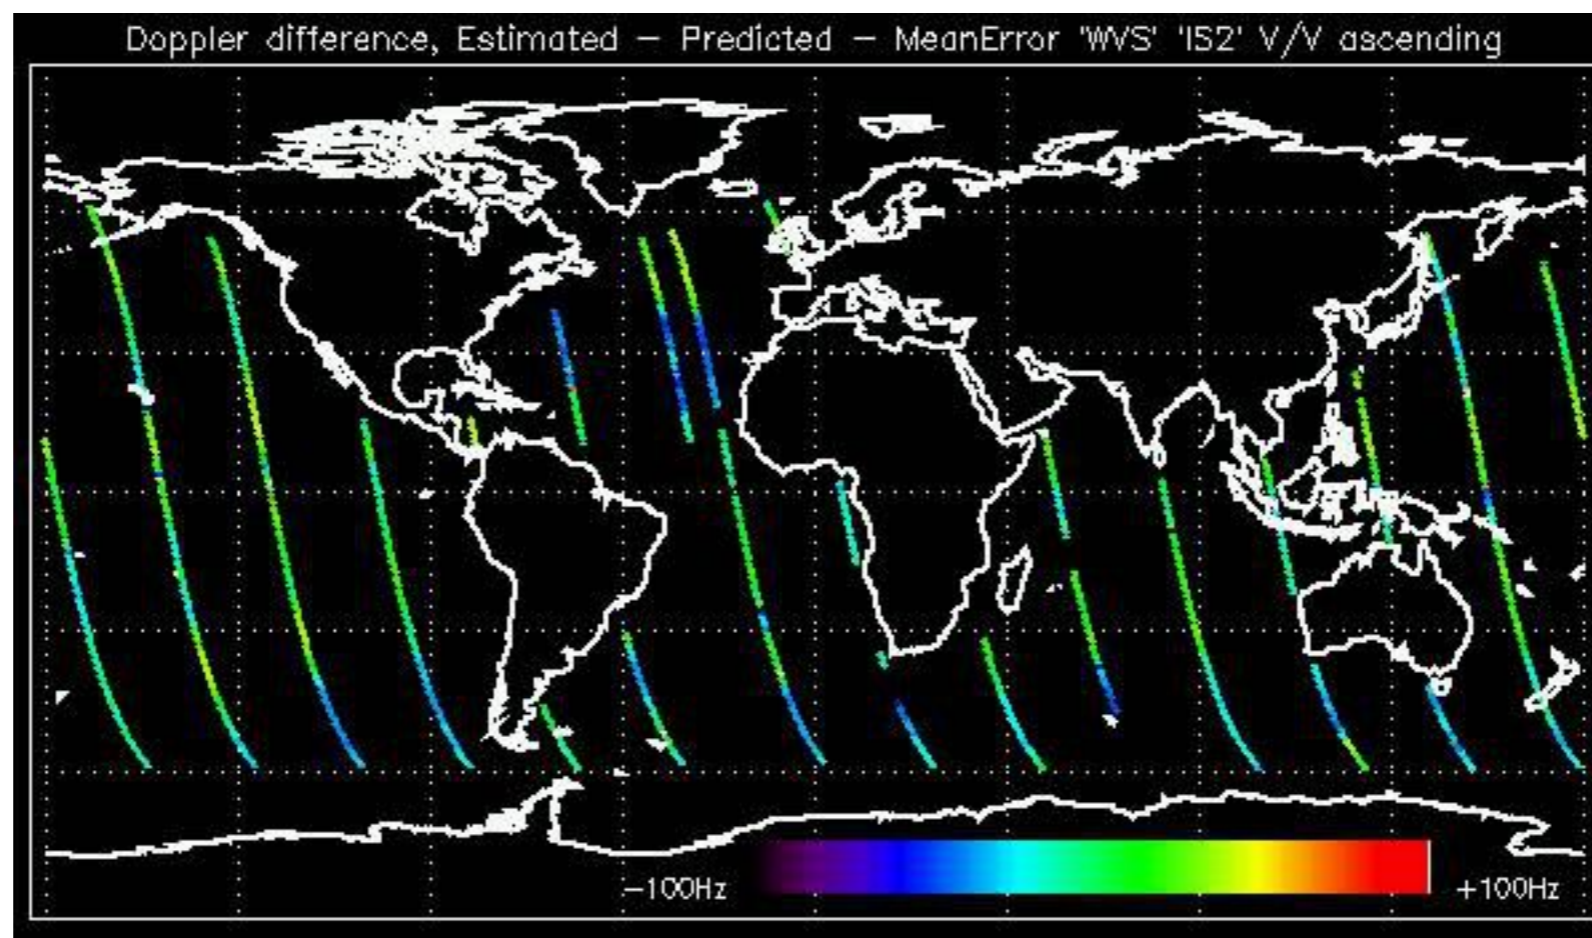 Doppler difference, Estimated – Predicted – MeanError 'WVS' 'IS2' V/V ascending
–100Hz
+100Hz